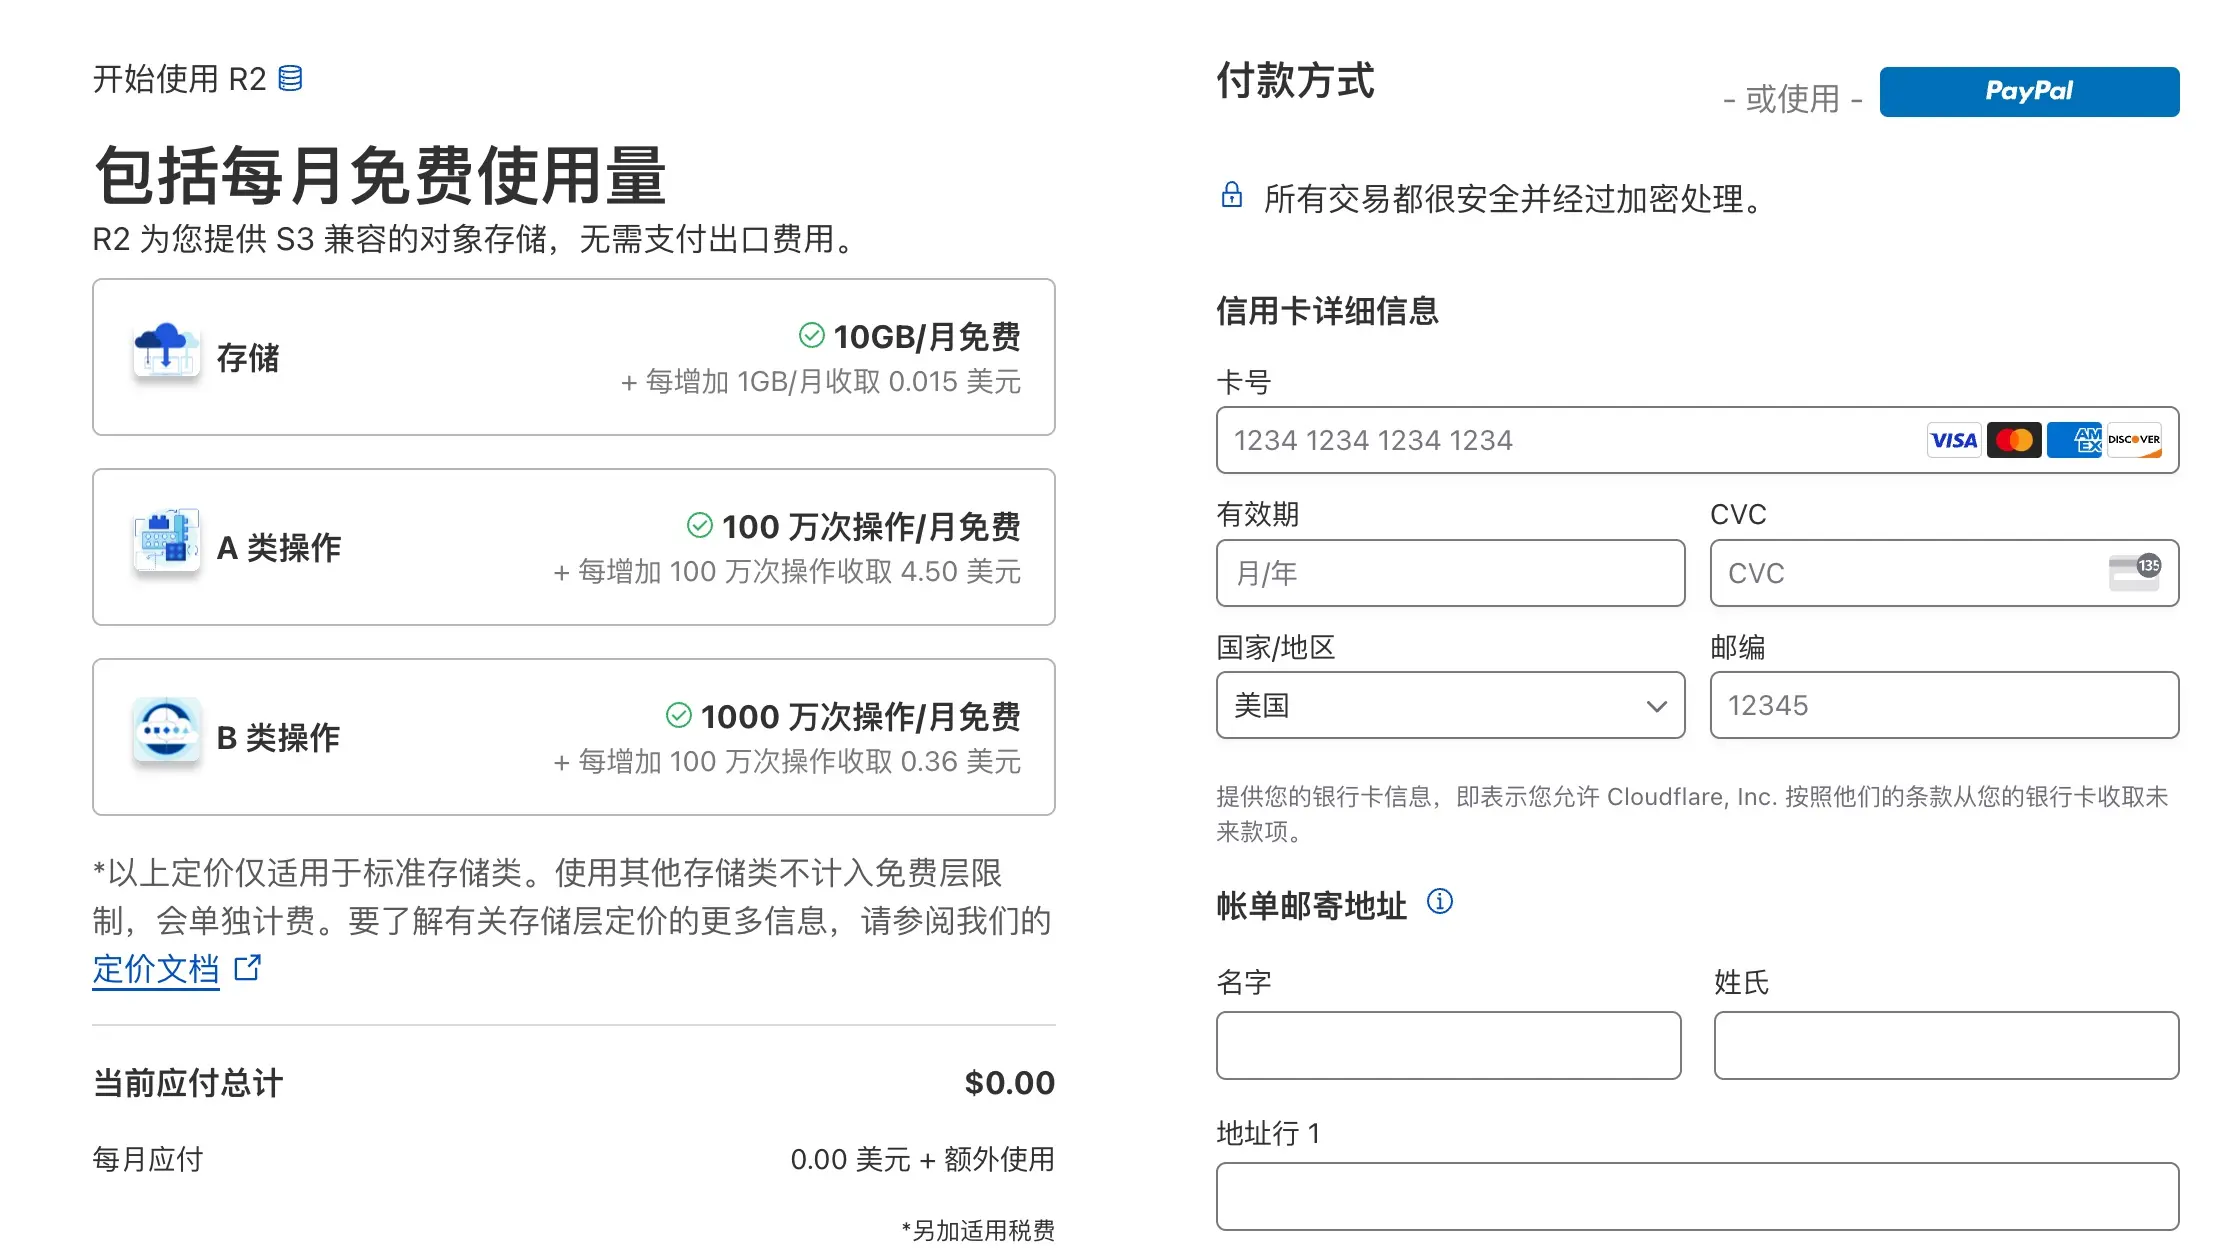 开始使用 R2
包括每月免费使用量
R2 为您提供 S3 兼容的对象存储，无需支付出口费用。
存储
10GB/月免费
+ 每增加 1GB/月收取 0.015 美元
A 类操作
100 万次操作/月免费
+ 每增加 100 万次操作收取 4.50 美元
B 类操作
1000 万次操作/月免费
+ 每增加 100 万次操作收取 0.36 美元
*以上定价仅适用于标准存储类。使用其他存储类不计入免费层限
制，会单独计费。要了解有关存储层定价的更多信息，请参阅我们的
定价文档
当前应付总计 $0.00
每月应付 0.00 美元 + 额外使用
*另加适用税费
付款方式
- 或使用 - PayPal
所有交易都很安全并经过加密处理。
信用卡详细信息
卡号
1234 1234 1234 1234 VISA AMEX DISCOVER
有效期 CVC
月/年 CVC 135
国家/地区 邮编
美国 12345
提供您的银行卡信息，即表示您允许 Cloudflare, Inc. 按照他们的条款从您的银行卡收取未
来款项。
帐单邮寄地址
名字 姓氏
地址行 1